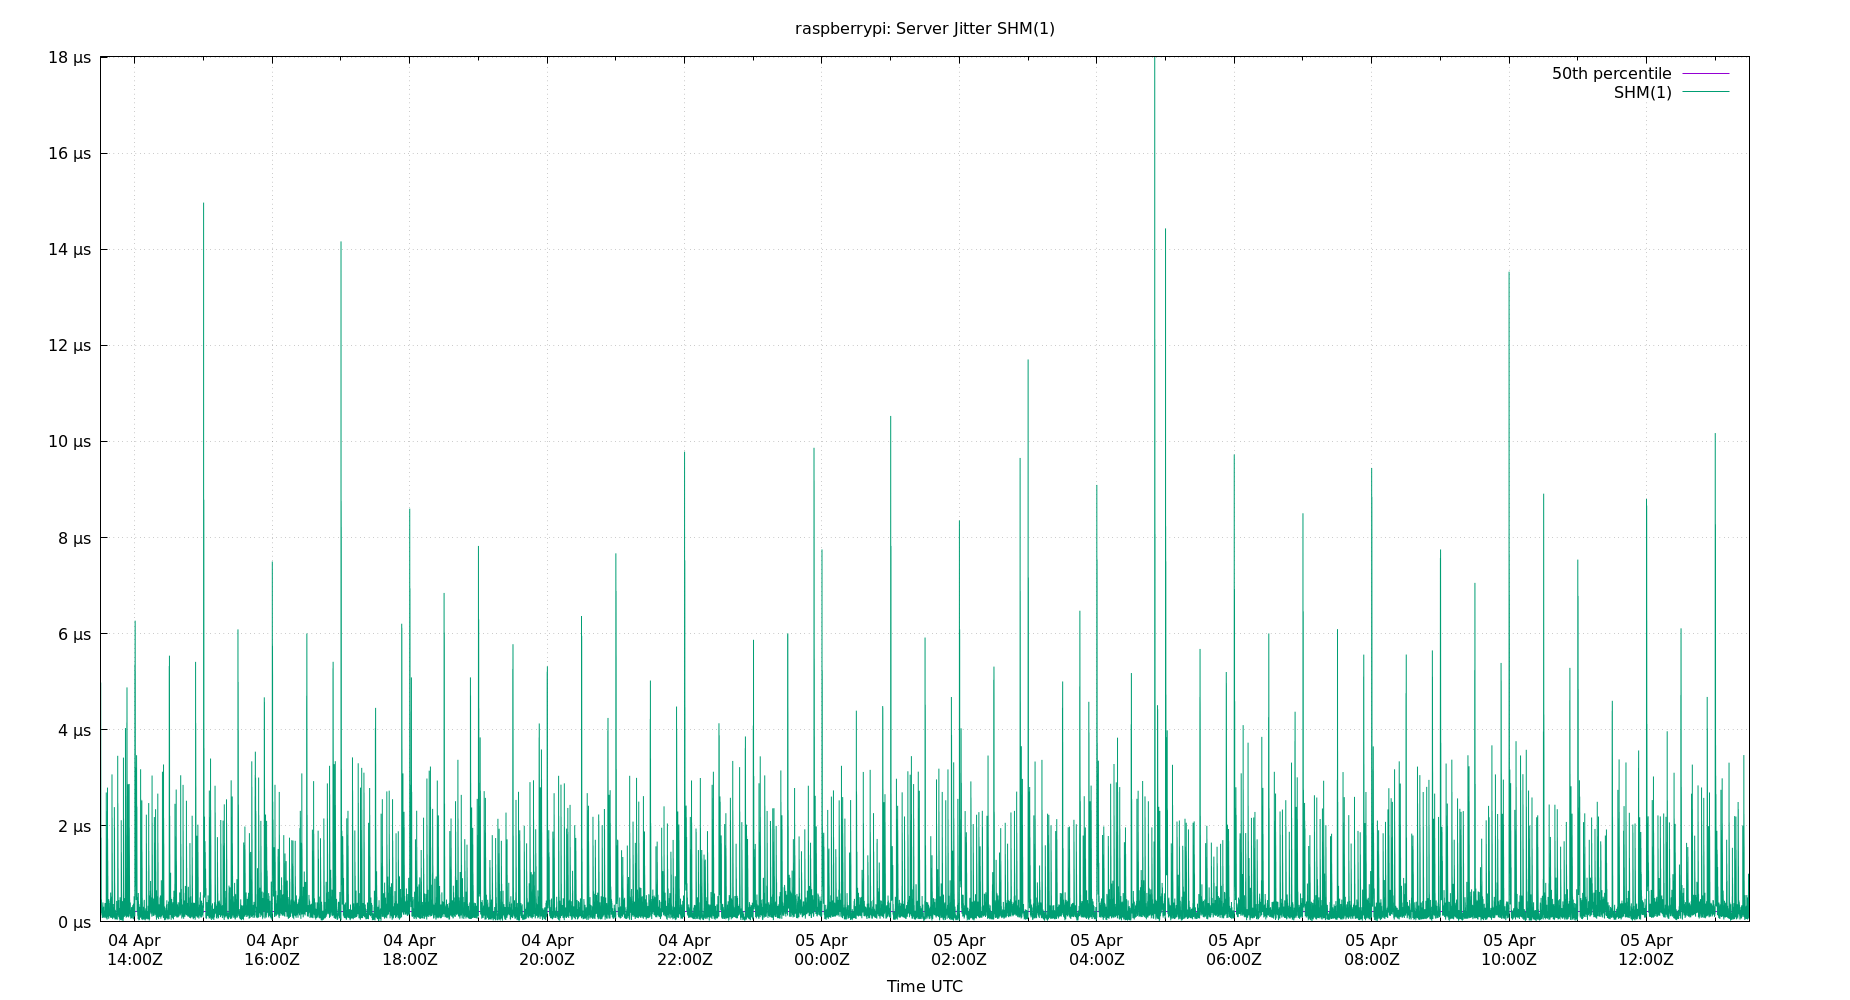 raspberrypi: Server Jitter SHM(1)
18 µs
16 µs
14 µs
12 µs
10 µs
8 µs
6 µs
4 µs
2 µs
0 µs
50th percentile
SHM(1)
04 Apr 04 Apr 04 Apr 04 Apr 04 Apr 05 Apr 05 Apr 05 Apr 05 Apr 05 Apr 05 Apr 05 Apr
14:00Z 16:00Z 18:00Z 20:00Z 22:00Z 00:00Z 02:00Z 04:00Z 06:00Z 08:00Z 10:00Z 12:00Z
Time UTC